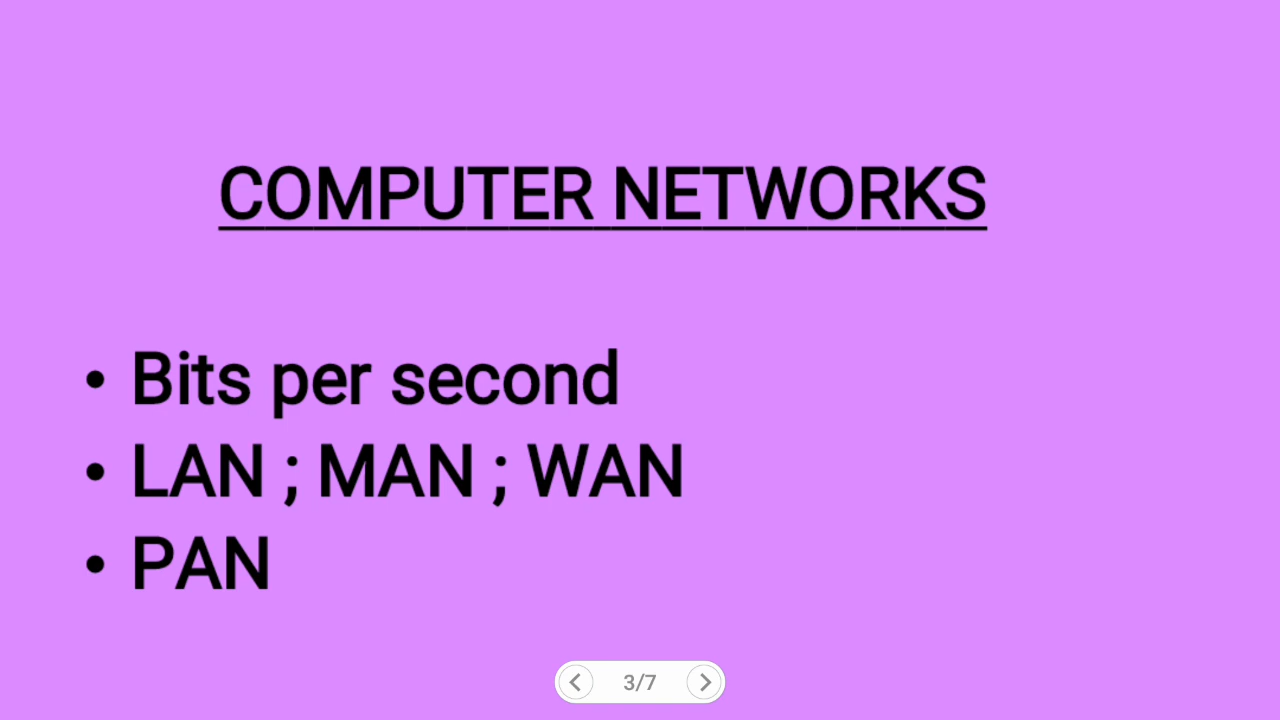 COMPUTER NETWORKS
• Bits per second
• LAN ; MAN ; WAN
• PAN
3/7